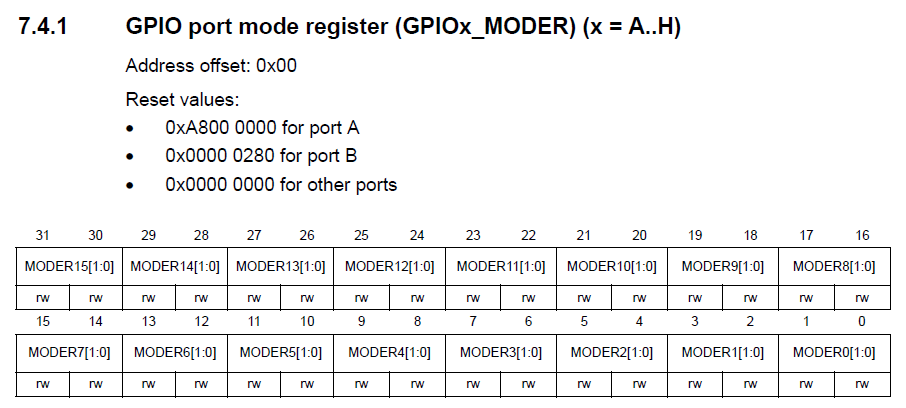 7.4.1 GPIO port mode register (GPIOx_MODER) (x = A..H)
Address offset: 0x00
Reset values:
• 0xA800 0000 for port A
• 0x0000 0280 for port B
• 0x0000 0000 for other ports
31 30 29 28 27 26 25 24 23 22 21 20 19 18 17 16
MODER15[1:0] MODER14[1:0] MODER13[1:0] MODER12[1:0] MODER11[1:0] MODER10[1:0] MODER9[1:0] MODER8[1:0]
rw rw rw rw rw rw rw rw rw rw rw rw rw rw rw rw
15 14 13 12 11 10 9 8 7 6 5 4 3 2 1 0
MODER7[1:0] MODER6[1:0] MODER5[1:0] MODER4[1:0] MODER3[1:0] MODER2[1:0] MODER1[1:0] MODER0[1:0]
rw rw rw rw rw rw rw rw rw rw rw rw rw rw rw rw